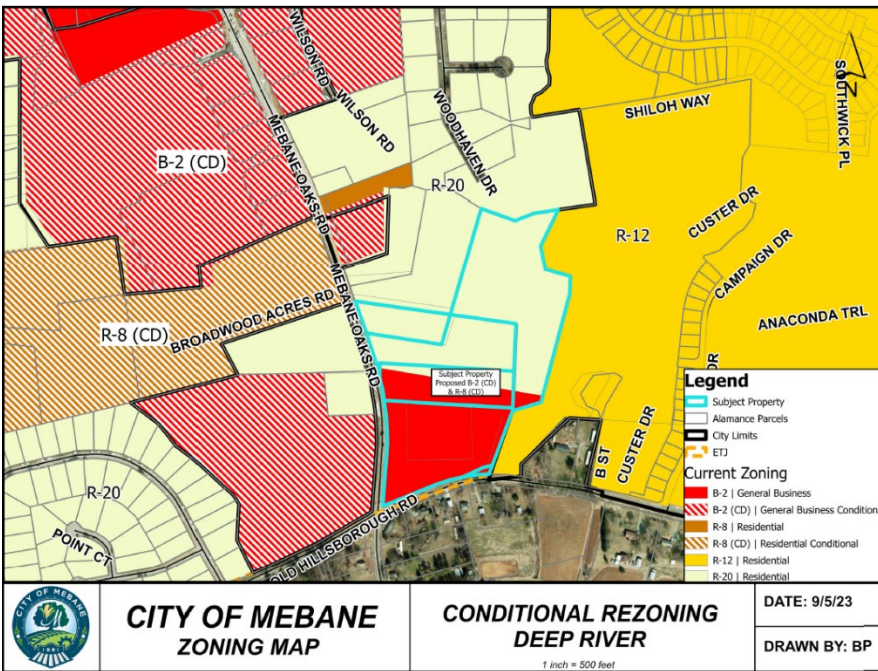 WILSON RD
WILSON RD
WOODHAVEN DR
SHILOH WAY
SOUTHWICK PL
N
B-2 (CD)
MEBANE OAKS RD
R-20
R-12
CUSTER DR
CAMPAIGN DR
ANACONDA TRL
MEBANE OAKS RD
BROADWOOD ACRES RD
R-8 (CD)
MEBANE OAKS RD
Subject Property
Proposed B-2 (CD)
& R-8 (CD)
DR
B ST
CUSTER DR
R-20
POINT CT
OLD HILLSBOROUGH RD
Legend
Subject Property
Alamance Parcels
City Limits
ETJ
Current Zoning
B-2 | General Business
B-2 (CD) | General Business Condition
R-8 | Residential
R-8 (CD) | Residential Conditional
R-12 | Residential
R-20 | Residential
CITY OF MEBANE
1881
CITY OF MEBANE
ZONING MAP
CONDITIONAL REZONING
DEEP RIVER
1 inch = 500 feet
DATE: 9/5/23
DRAWN BY: BP